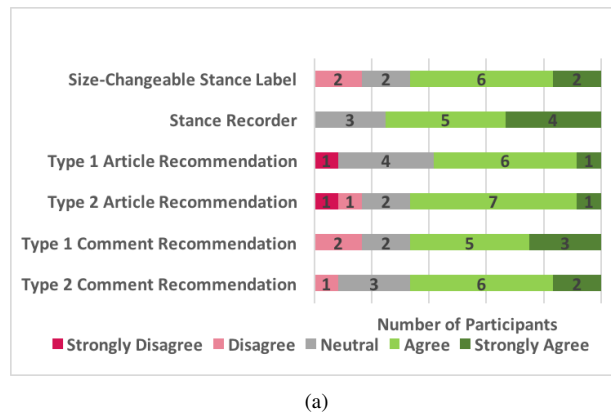 Size-Changeable Stance Label 2 2 6 2
Stance Recorder 3 5 4
Type 1 Article Recommendation 1 4 6 1
Type 2 Article Recommendation 1 1 2 7 1
Type 1 Comment Recommendation 2 2 5 3
Type 2 Comment Recommendation 1 3 6 2
Number of Participants
Strongly Disagree Disagree Neutral Agree Strongly Agree
(a)